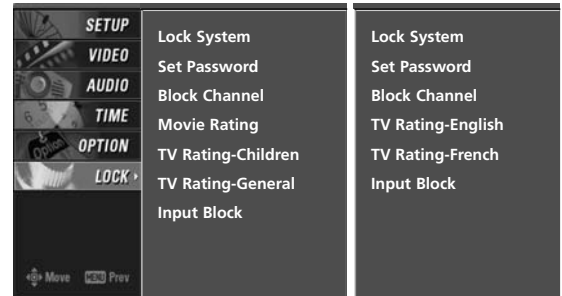 SETUP
VIDEO
AUDIO
TIME
OPTION
LOCK
Move MENU Prev
Lock System
Set Password
Block Channel
Movie Rating
TV Rating-Children
TV Rating-General
Input Block
Lock System
Set Password
Block Channel
TV Rating-English
TV Rating-French
Input Block